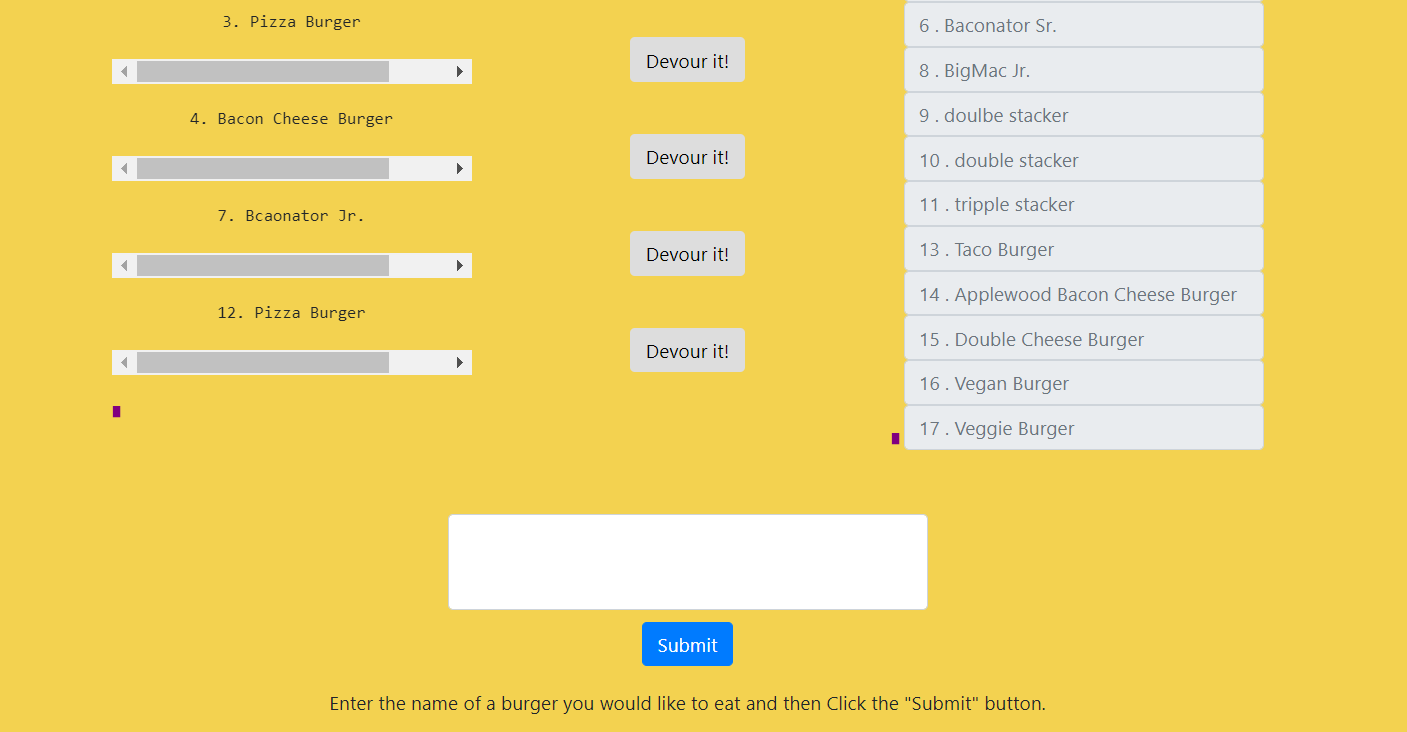 3. Pizza Burger
Devour it!
4. Bacon Cheese Burger
Devour it!
7. Bcaonator Jr.
Devour it!
12. Pizza Burger
Devour it!
6 . Baconator Sr.
8 . BigMac Jr.
9 . doulbe stacker
10 . double stacker
11 . tripple stacker
13 . Taco Burger
14 . Applewood Bacon Cheese Burger
15 . Double Cheese Burger
16 . Vegan Burger
17 . Veggie Burger
Submit
Enter the name of a burger you would like to eat and then Click the "Submit" button.